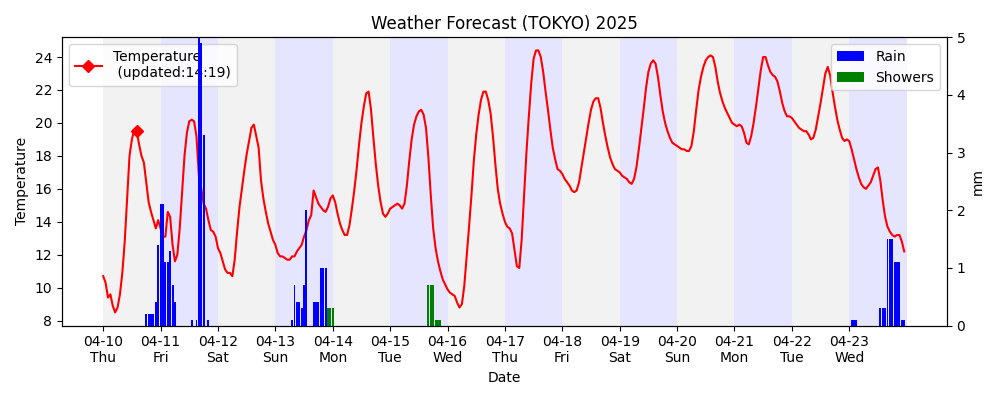 Weather Forecast (TOKYO) 2025
Temperature
(updated:14:19)
Rain
Showers
Temperature
24
22
20
18
16
14
12
10
8
5
4
3
2
1
0
mm
04-10 04-11 04-12 04-13 04-14 04-15 04-16 04-17 04-18 04-19 04-20 04-21 04-22 04-23
Thu Fri Sat Sun Mon Tue Wed Thu Fri Sat Sun Mon Tue Wed
Date